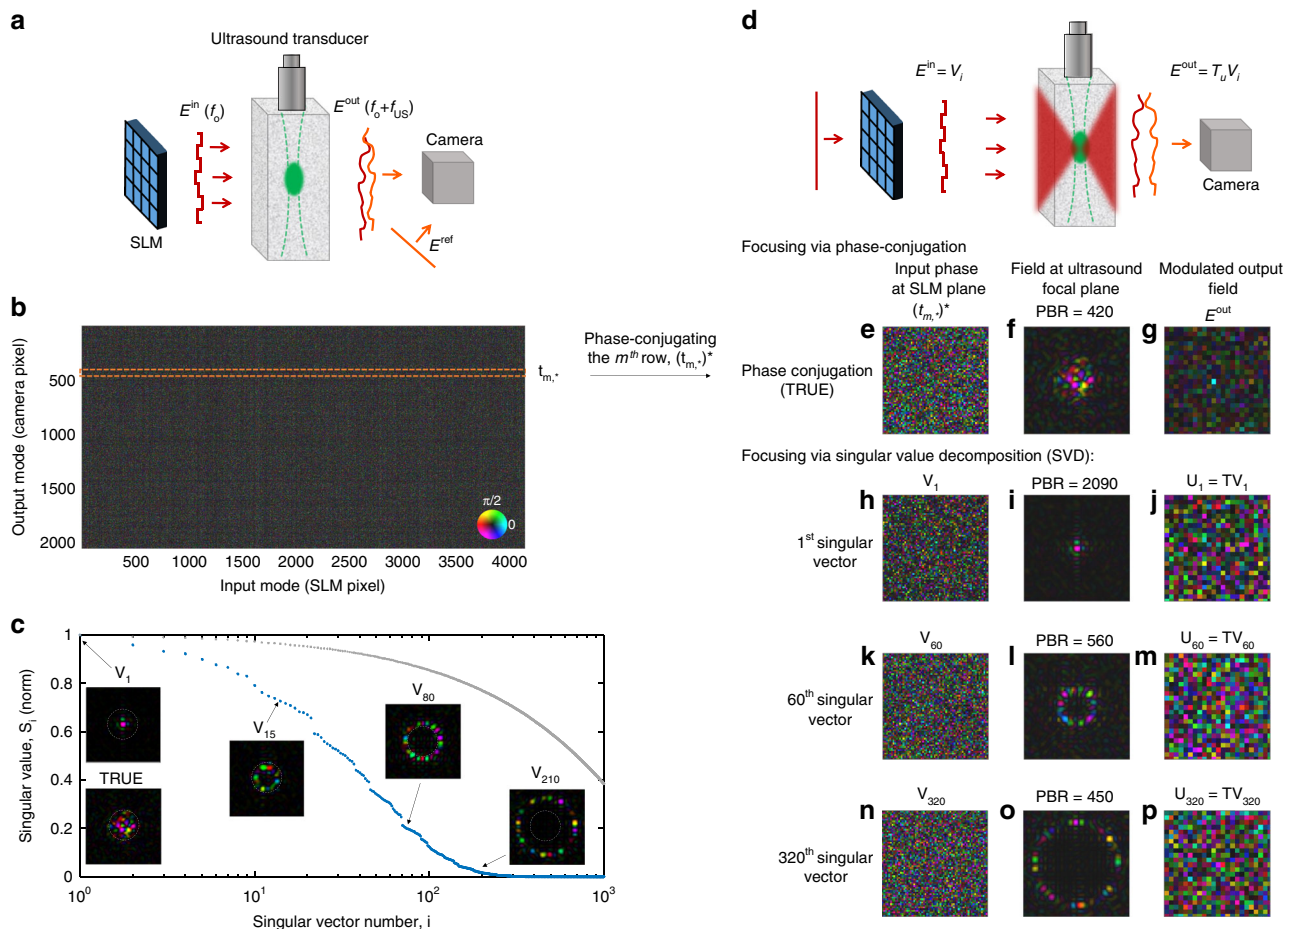 a
Ultrasound transducer
E^in (f_o)
E^out (f_o+f_US)
Camera
SLM
E^ref
b
Output mode (camera pixel)
500
1000
1500
2000
π/2
0
500 1000 1500 2000 2500 3000 3500 4000
Input mode (SLM pixel)
t_m,*
Phase-conjugating
the m^th row, (t_m,*)*
c
Singular value, S_i (norm)
1
0.8
0.6
0.4
0.2
0
V_1
TRUE
V_15
V_80
V_210
10^0 10^1 10^2 10^3
Singular vector number, i
d
E^in = V_i
E^out = T_u V_i
Camera
Focusing via phase-conjugation
Input phase
at SLM plane
(t_m,*)*
Field at ultrasound
focal plane
PBR = 420
Modulated output
field
E^out
e
f
g
Phase conjugation
(TRUE)
Focusing via singular value decomposition (SVD):
V_1
PBR = 2090
U_1 = TV_1
h
i
j
1^st singular
vector
V_60
PBR = 560
U_60 = TV_60
k
l
m
60^th singular
vector
V_320
PBR = 450
U_320 = TV_320
n
o
p
320^th singular
vector